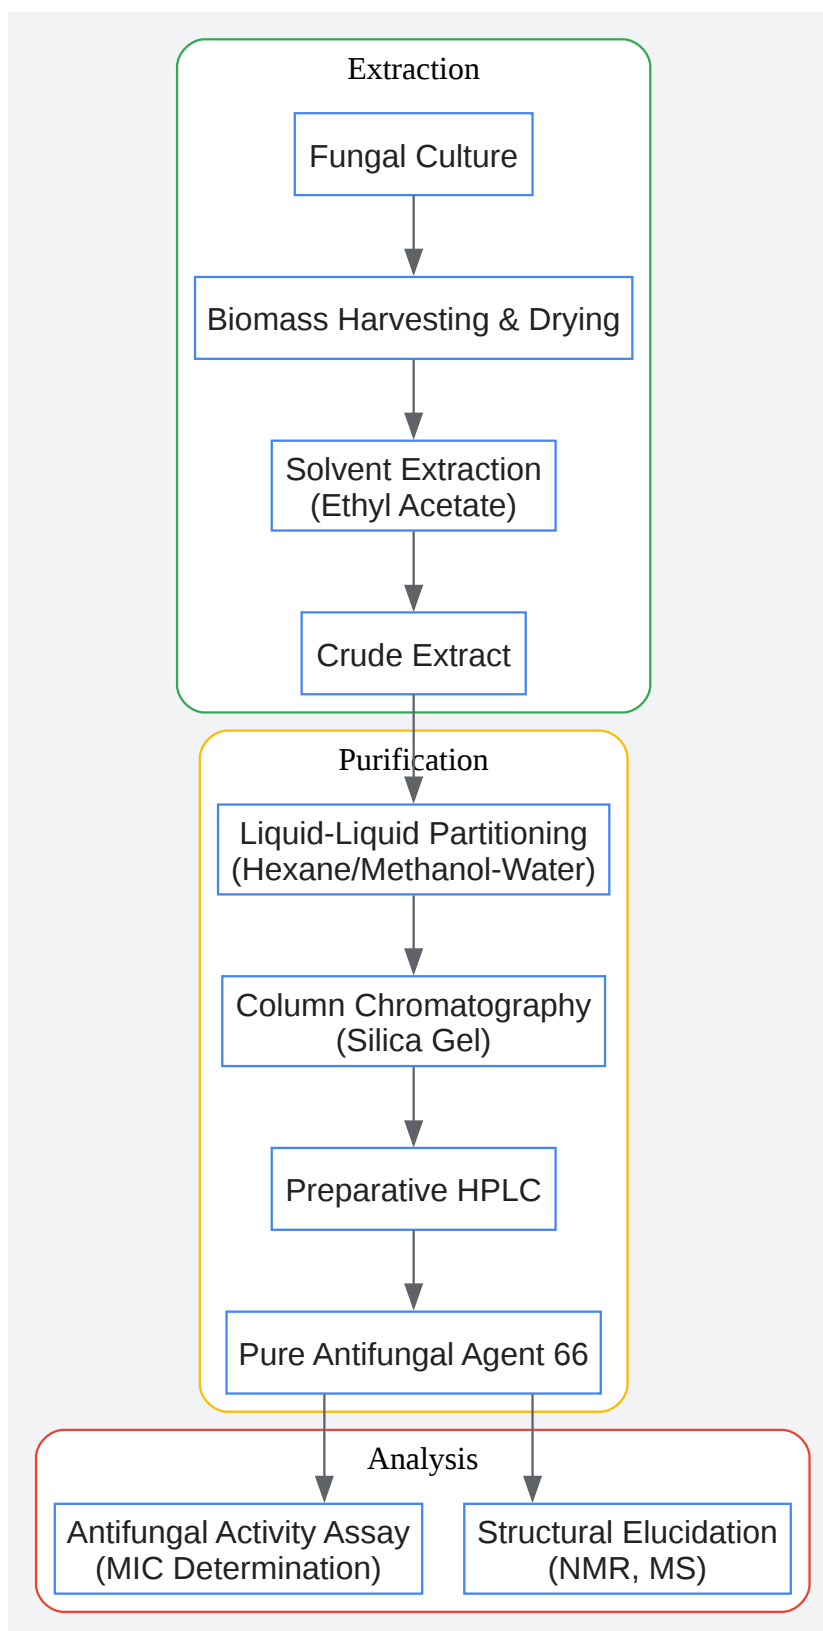 Extraction
Fungal Culture
Biomass Harvesting & Drying
Solvent Extraction
(Ethyl Acetate)
Crude Extract
Purification
Liquid-Liquid Partitioning
(Hexane/Methanol-Water)
Column Chromatography
(Silica Gel)
Preparative HPLC
Pure Antifungal Agent 66
Analysis
Antifungal Activity Assay
(MIC Determination)
Structural Elucidation
(NMR, MS)